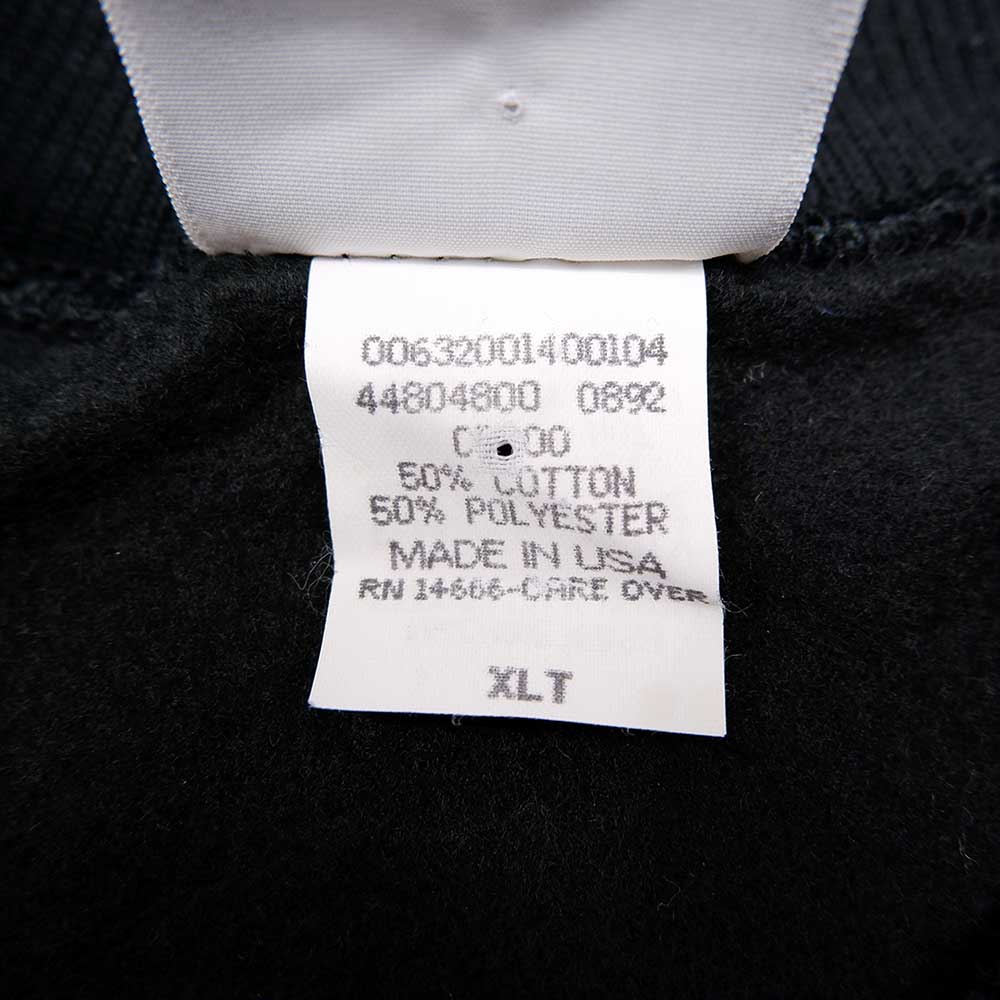 00632001400104
44804800 0892
50% COTTON
50% POLYESTER
MADE IN USA
RN 14606-CARE OVER
XLT